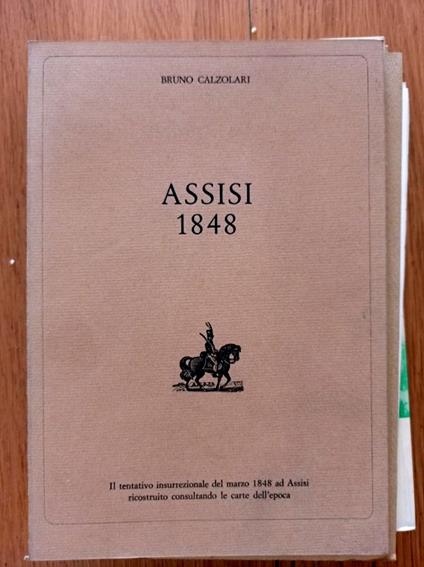 BRUNO CALZOLARI
ASSISI
1848
Il tentativo insurrezionale del marzo 1848 ad Assisi
ricostruito consultando le carte dell'epoca